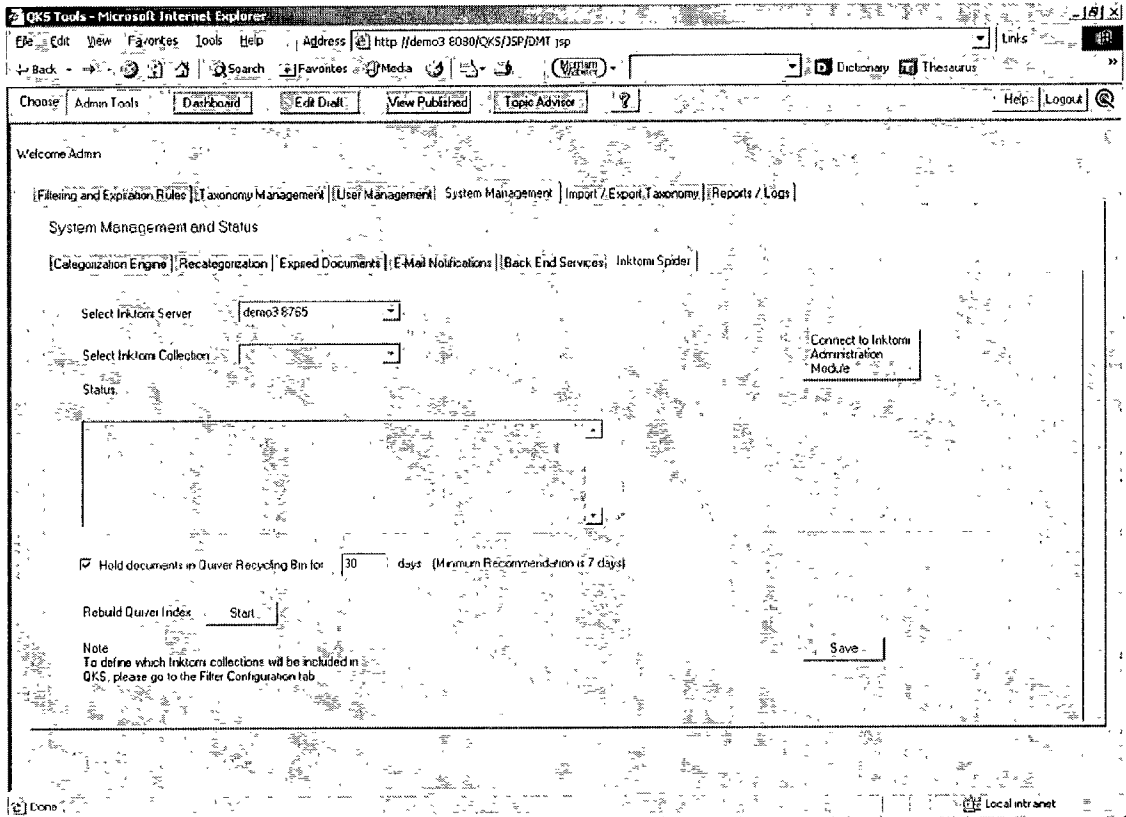 QKS Tools - Microsoft Internet Explorer
File Edit View Favorites Tools Help Address http //demo3 8080/QKS/JSP/DMT jsp Links
Back Search Favorites Media Merriam Webster Dictionary Thesaurus »
Choose Admin Tools Dashboard Edit Draft View Published Topic Advisor ? Help Logout
Welcome Admin
Filtering and Expiration Rules Taxonomy Management User Management System Management Import / Export Taxonomy Reports / Logs
System Management and Status
Categorization Engine Recategorization Expired Documents E-Mail Notifications Back End Services Inktomi Spider
Select Inktomi Server demo3 8765
Select Inktomi Collection
Connect to Inktomi
Administration
Module
Status
Hold documents in Quiver Recycling Bin for 30 days (Minimum Recommendation is 7 days)
Rebuild Quiver Index Start
Note
To define which Inktomi collections will be included in
QKS, please go to the Filter Configuration tab
Save
Done Local intranet